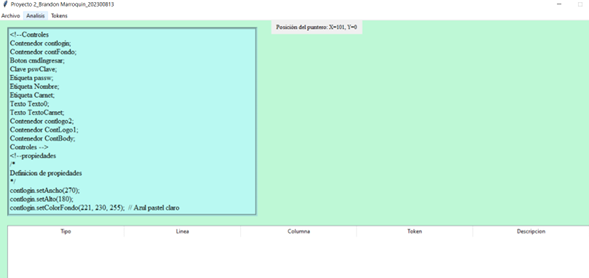 Proyecto 2_Brandon Marroquin_202300813
Archivo Analisis Tokens
Posición del puntero: X=101, Y=0
<!--Controles
Contenedor contlogin;
Contenedor contFondo;
Boton cmdIngresar;
Clave pswClave;
Etiqueta passw;
Etiqueta Nombre;
Etiqueta Carnet;
Texto Texto0;
Texto TextoCarnet;
Contenedor contlogo2;
Contenedor ContLogo1;
Contenedor ContBody;
Controles -->
<!--propiedades
/*
Definicion de propiedades
*/
contlogin.setAncho(270);
contlogin.setAlto(180);
contlogin.setColorFondo(221, 230, 255); // Azul pastel claro
Tipo Linea Columna Token Descripcion